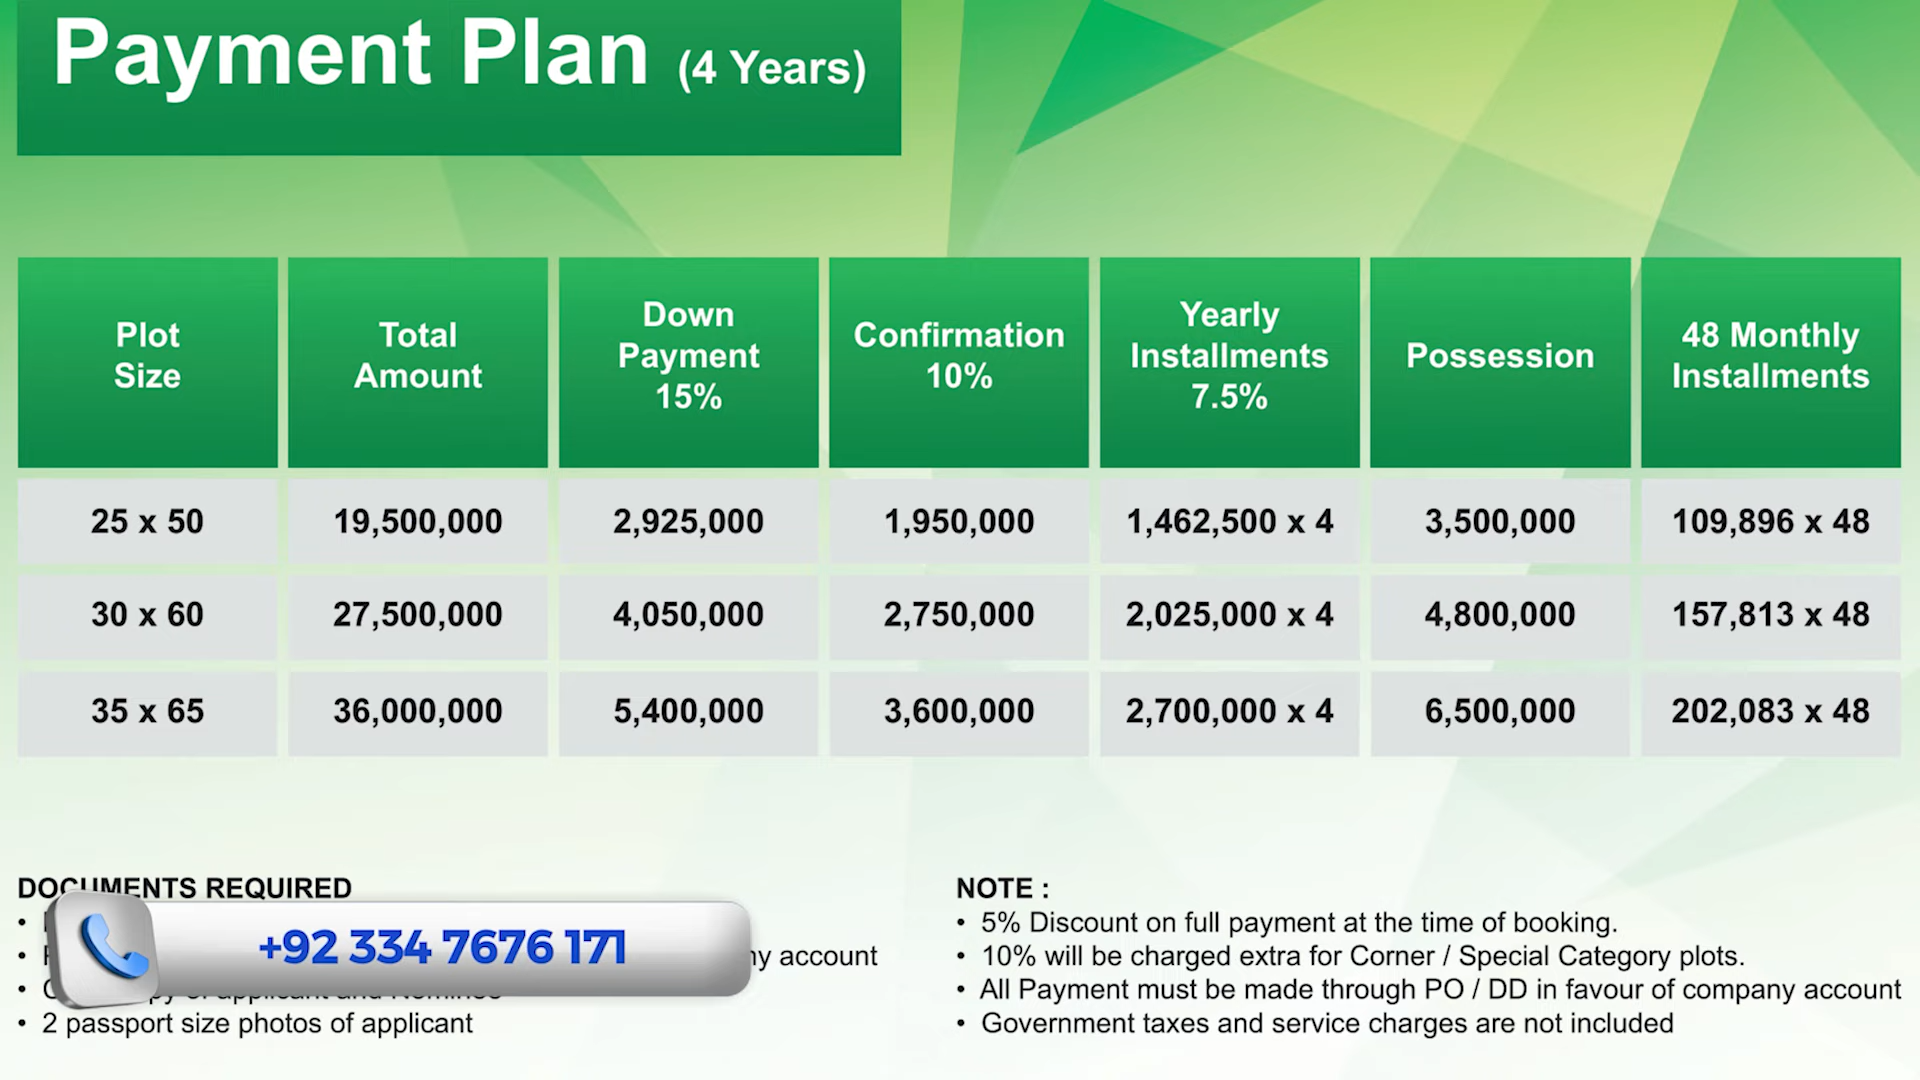 Payment Plan (4 Years)
Plot Size
Total Amount
Down Payment 15%
Confirmation 10%
Yearly Installments 7.5%
Possession
48 Monthly Installments
25 x 50 19,500,000 2,925,000 1,950,000 1,462,500 x 4 3,500,000 109,896 x 48
30 x 60 27,500,000 4,050,000 2,750,000 2,025,000 x 4 4,800,000 157,813 x 48
35 x 65 36,000,000 5,400,000 3,600,000 2,700,000 x 4 6,500,000 202,083 x 48
DOCUMENTS REQUIRED
account
of applicant and Nominee
• 2 passport size photos of applicant
+92 334 7676 171
NOTE :
• 5% Discount on full payment at the time of booking.
• 10% will be charged extra for Corner / Special Category plots.
• All Payment must be made through PO / DD in favour of company account
• Government taxes and service charges are not included